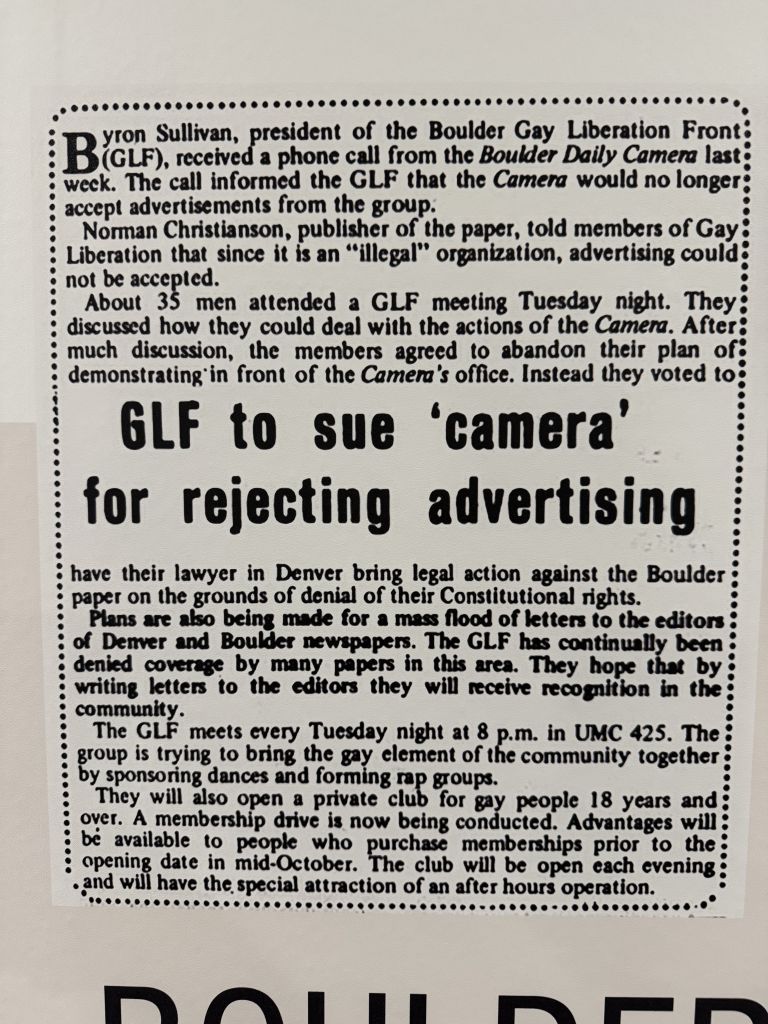 Byron Sullivan, president of the Boulder Gay Liberation Front
(GLF), received a phone call from the Boulder Daily Camera last
week. The call informed the GLF that the Camera would no longer
accept advertisements from the group.
Norman Christianson, publisher of the paper, told members of Gay
Liberation that since it is an “illegal” organization, advertising could
not be accepted.
About 35 men attended a GLF meeting Tuesday night. They
discussed how they could deal with the actions of the Camera. After
much discussion, the members agreed to abandon their plan of
demonstrating in front of the Camera's office. Instead they voted to
GLF to sue ‘camera’
for rejecting advertising
have their lawyer in Denver bring legal action against the Boulder
paper on the grounds of denial of their Constitutional rights.
Plans are also being made for a mass flood of letters to the editors
of Denver and Boulder newspapers. The GLF has continually been
denied coverage by many papers in this area. They hope that by
writing letters to the editors they will receive recognition in the
community.
The GLF meets every Tuesday night at 8 p.m. in UMC 425. The
group is trying to bring the gay element of the community together
by sponsoring dances and forming rap groups.
They will also open a private club for gay people 18 years and
over. A membership drive is now being conducted. Advantages will
be available to people who purchase memberships prior to the
opening date in mid-October. The club will be open each evening
and will have the special attraction of an after hours operation.
BOULDER